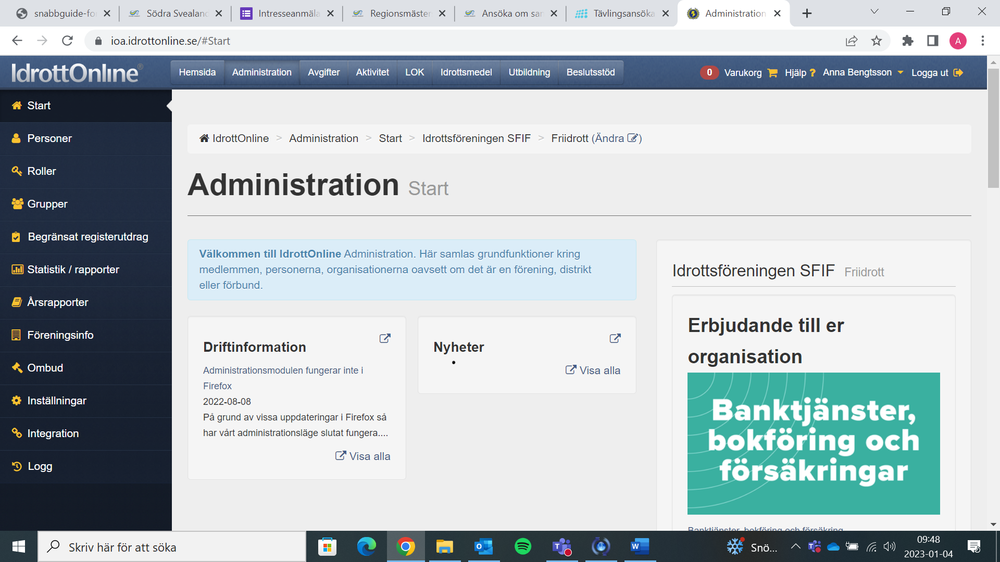 snabbguide-fo
Södra Svealand
Intresseanmäla
Regionsmäster
Ansöka om san
Tävlingsansöka
Administration
ioa.idrottonline.se/#Start
A
IdrottOnline®
Hemsida
Administration
Avgifter
Aktivitet
LOK
Idrottsmedel
Utbildning
Beslutsstöd
0 Varukorg
Hjälp ?
Anna Bengtsson
Logga ut
Start
Personer
Roller
Grupper
Begränsat registerutdrag
Statistik / rapporter
Årsrapporter
Föreningsinfo
Ombud
Inställningar
Integration
Logg
IdrottOnline > Administration > Start > Idrottsföreningen SFIF > Friidrott (Ändra )
Administration Start
Välkommen till IdrottOnline Administration. Här samlas grundfunktioner kring
medlemmen, personerna, organisationerna oavsett om det är en förening, distrikt
eller förbund.
Driftinformation
Administrationsmodulen fungerar inte i
Firefox
2022-08-08
På grund av vissa uppdateringar i Firefox så
har vårt administrationsläge slutat fungera....
Visa alla
Nyheter
Visa alla
Idrottsföreningen SFIF Friidrott
Erbjudande till er
organisation
Banktjänster,
bokföring och
försäkringar
Banktjänster, bokföring och försäkring
Skriv här för att söka
Snö...
09:48
2023-01-04